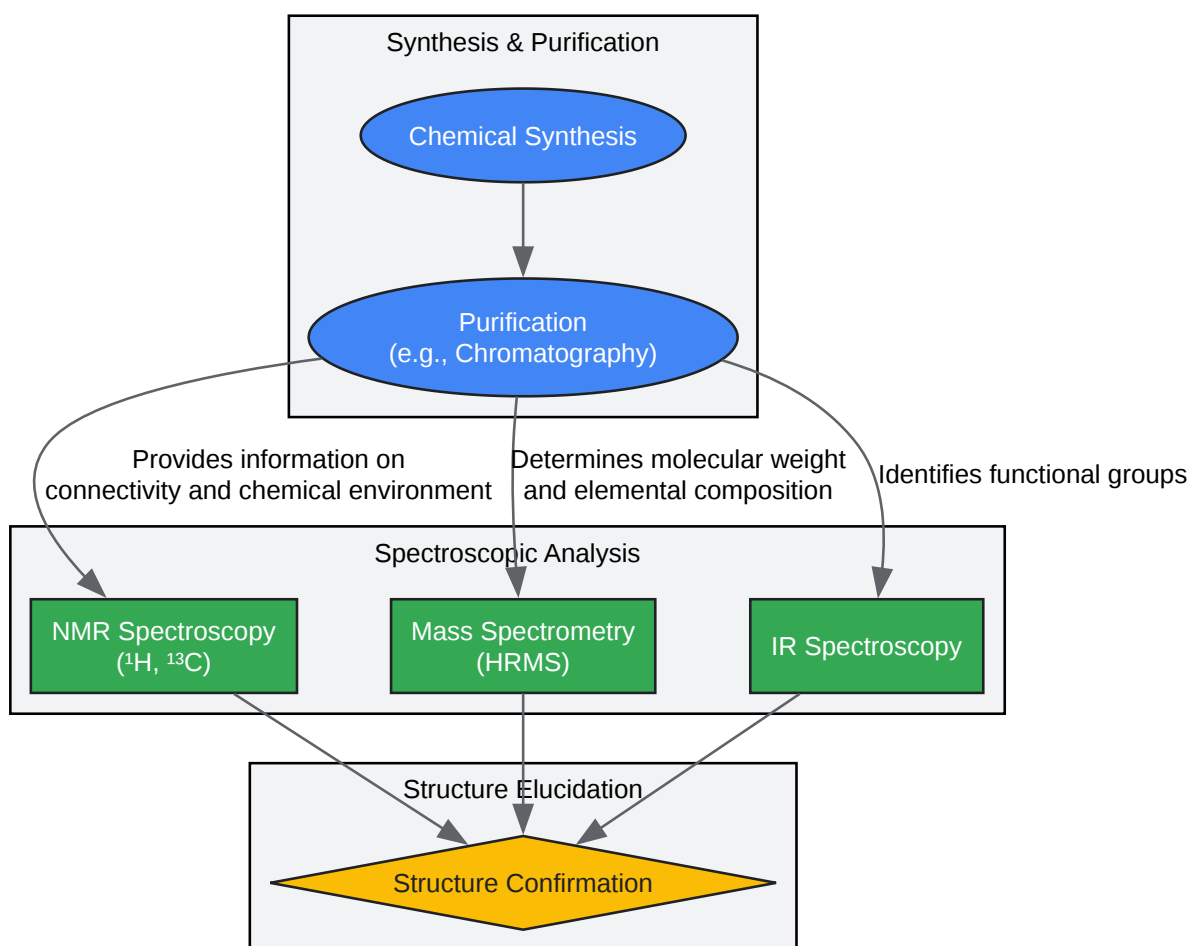 Synthesis & Purification
Chemical Synthesis
Purification
(e.g., Chromatography)
Provides information on
connectivity and chemical environment
Determines molecular weight
and elemental composition
Identifies functional groups
Spectroscopic Analysis
NMR Spectroscopy
(¹H, ¹³C)
Mass Spectrometry
(HRMS)
IR Spectroscopy
Structure Elucidation
Structure Confirmation